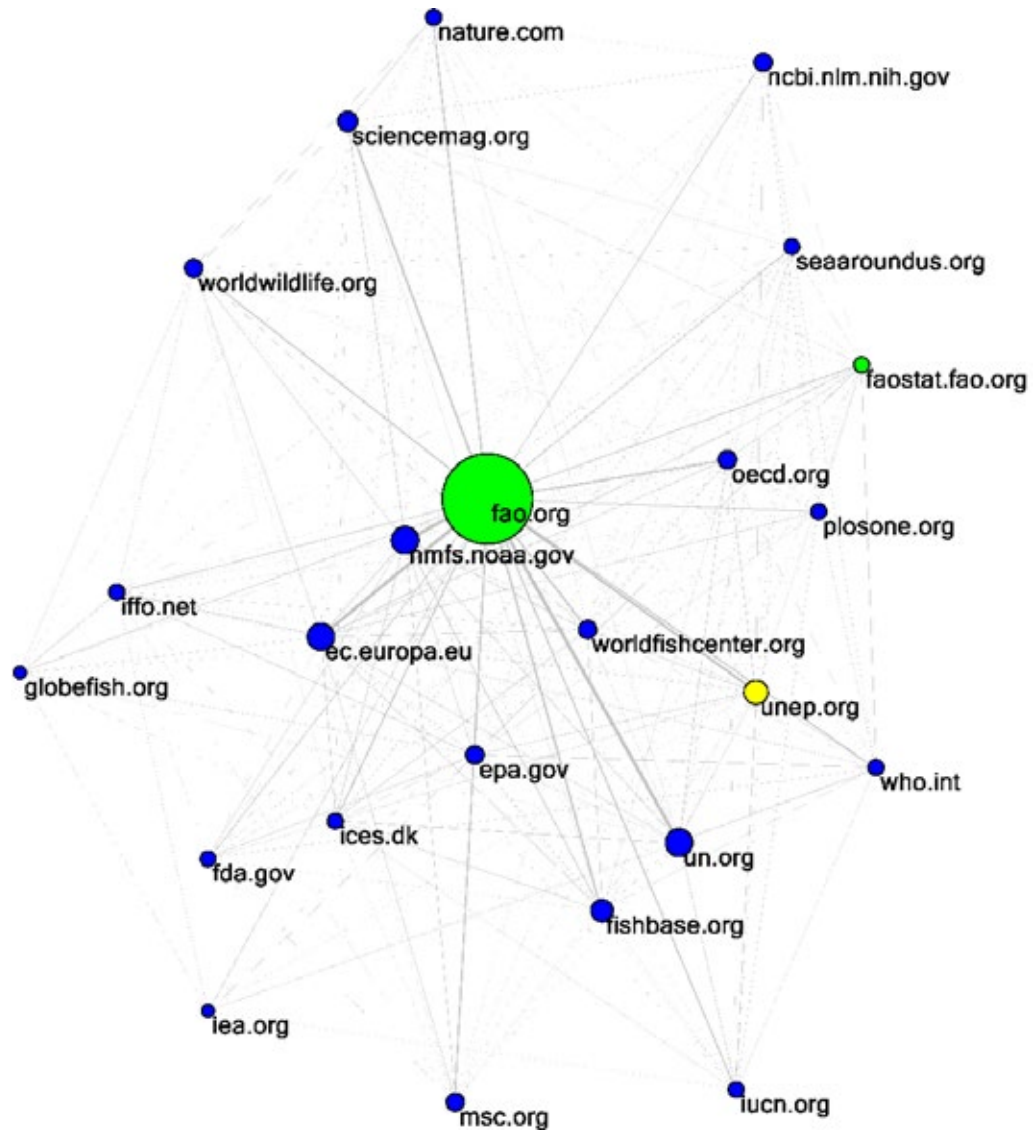 nature.com
ncbi.nlm.nih.gov
sciencemag.org
seaaroundus.org
worldwildlife.org
faostat.fao.org
oecd.org
fao.org
plosone.org
nmfs.noaa.gov
iffo.net
worldfishcenter.org
ec.europa.eu
globefish.org
unep.org
epa.gov
who.int
ices.dk
un.org
fda.gov
fishbase.org
iea.org
iucn.org
msc.org